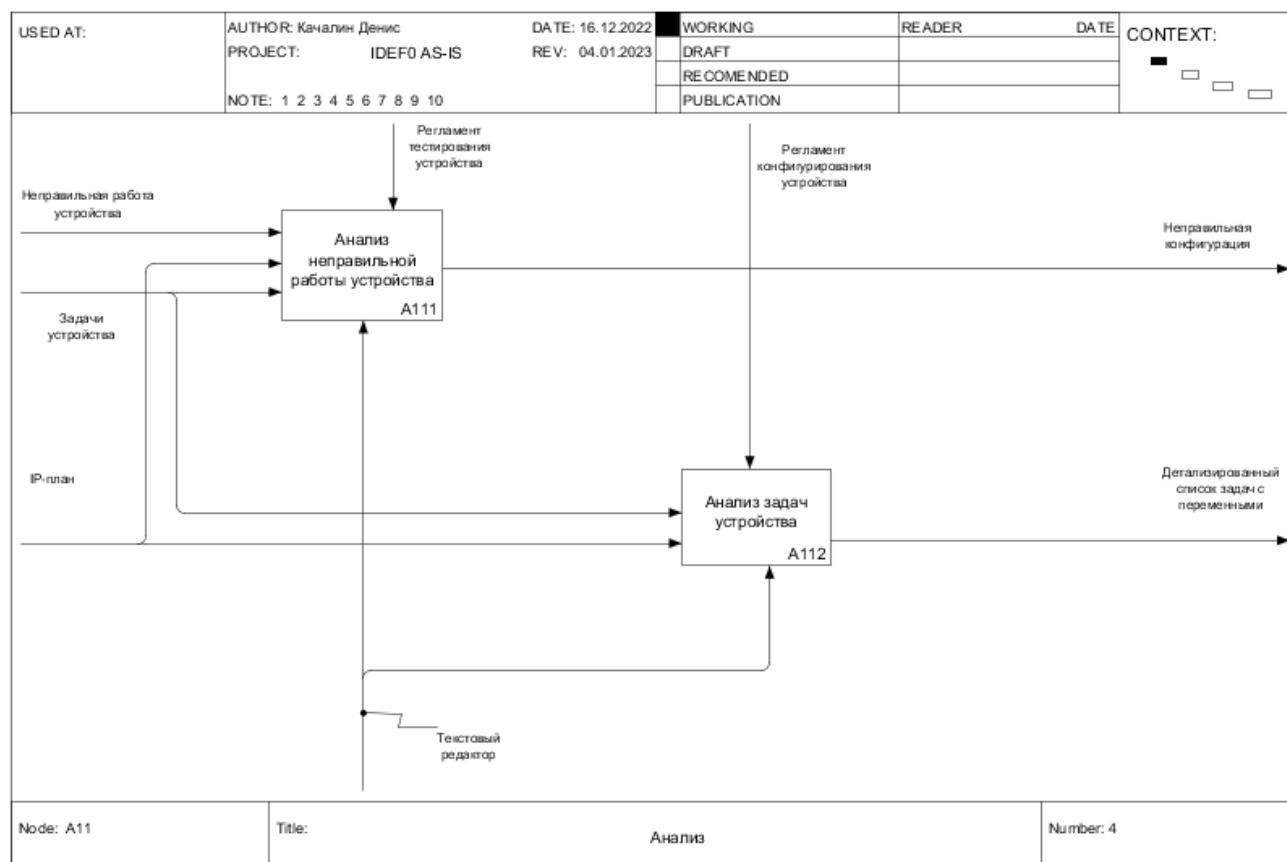 USED AT:
AUTHOR: Качалин Денис
DATE: 16.12.2022
PROJECT: IDEF0 AS-IS
REV: 04.01.2023
NOTE: 1 2 3 4 5 6 7 8 9 10
WORKING
DRAFT
RECOMENDED
PUBLICATION
READER DATE
CONTEXT:
Регламент
тестирования
устройства
Регламент
конфигурирования
устройства
Неправильная работа
устройства
Анализ
неправильной
работы устройства
A111
Неправильная
конфигурация
Задачи
устройства
IP-план
Анализ задач
устройства
A112
Детализированный
список задач с
переменными
Текстовый
редактор
Node: A11
Title:
Анализ
Number: 4